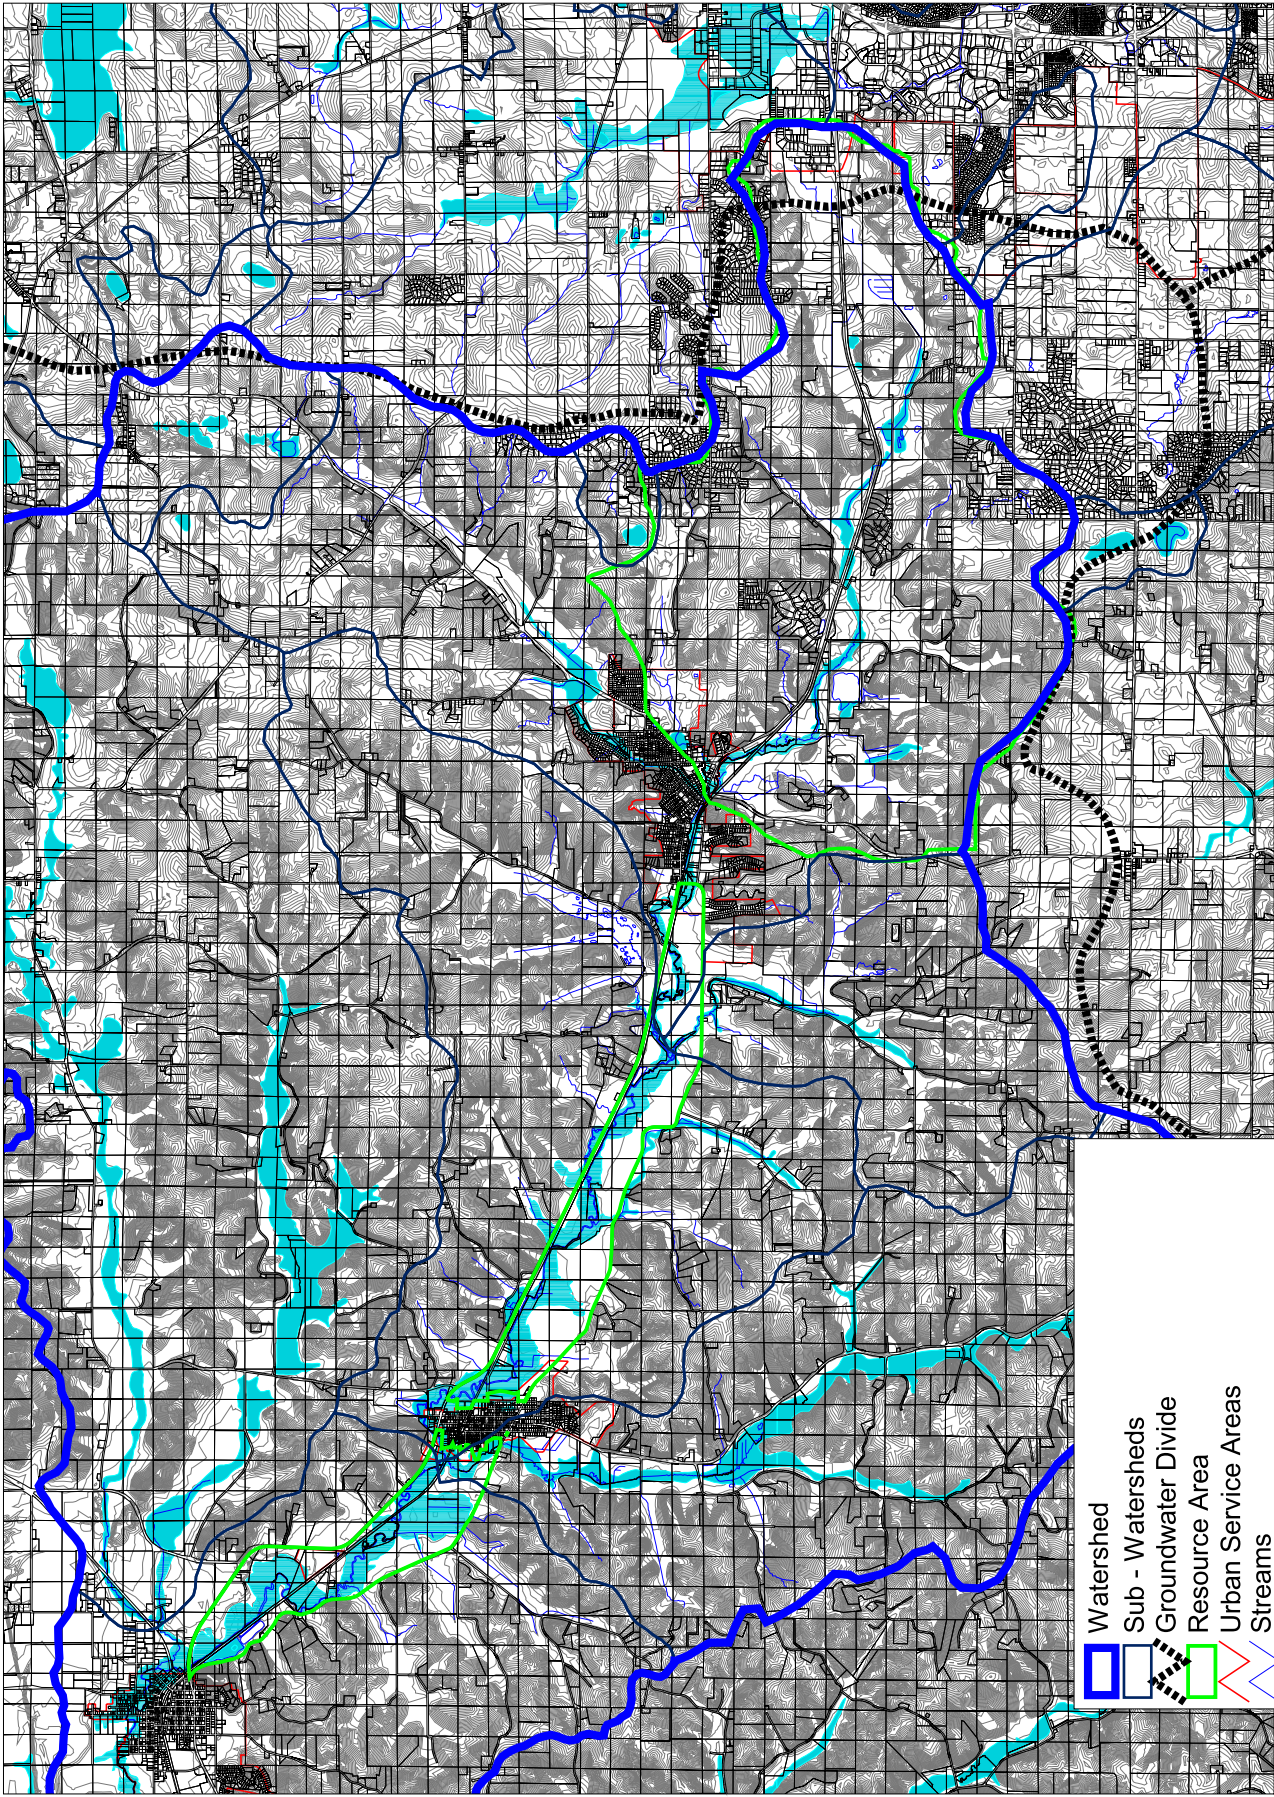 Watershed
Sub - Watersheds
Groundwater Divide
Resource Area
Urban Service Areas
Streams